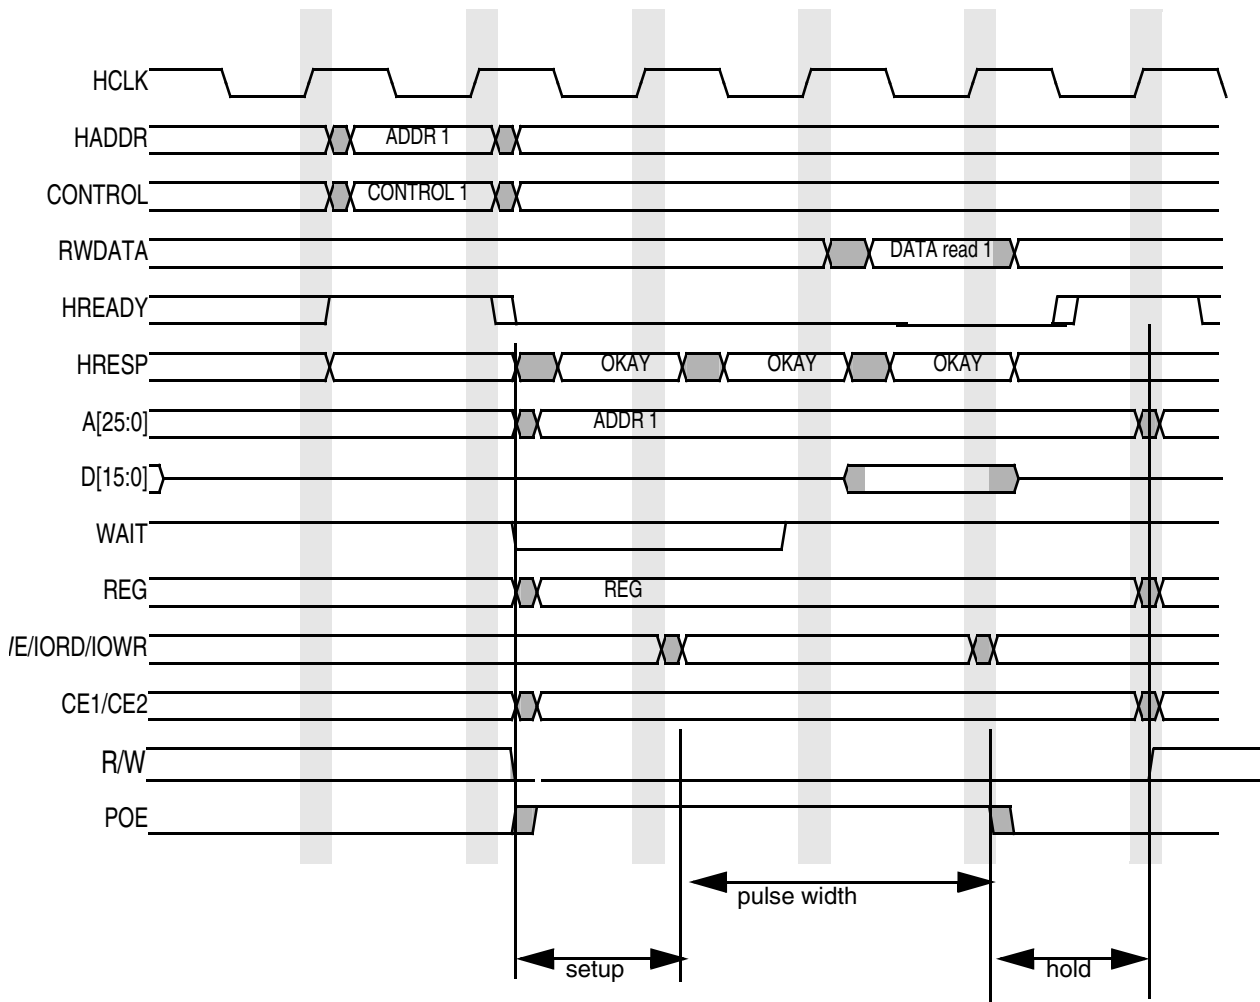 HCLK
HADDR
ADDR 1
CONTROL
CONTROL 1
RWDATA
DATA read 1
HREADY
HRESP
OKAY
OKAY
OKAY
A[25:0]
ADDR 1
D[15:0]
WAIT
REG
REG
/E/IORD/IOWR
CE1/CE2
R/W
POE
pulse width
setup
hold